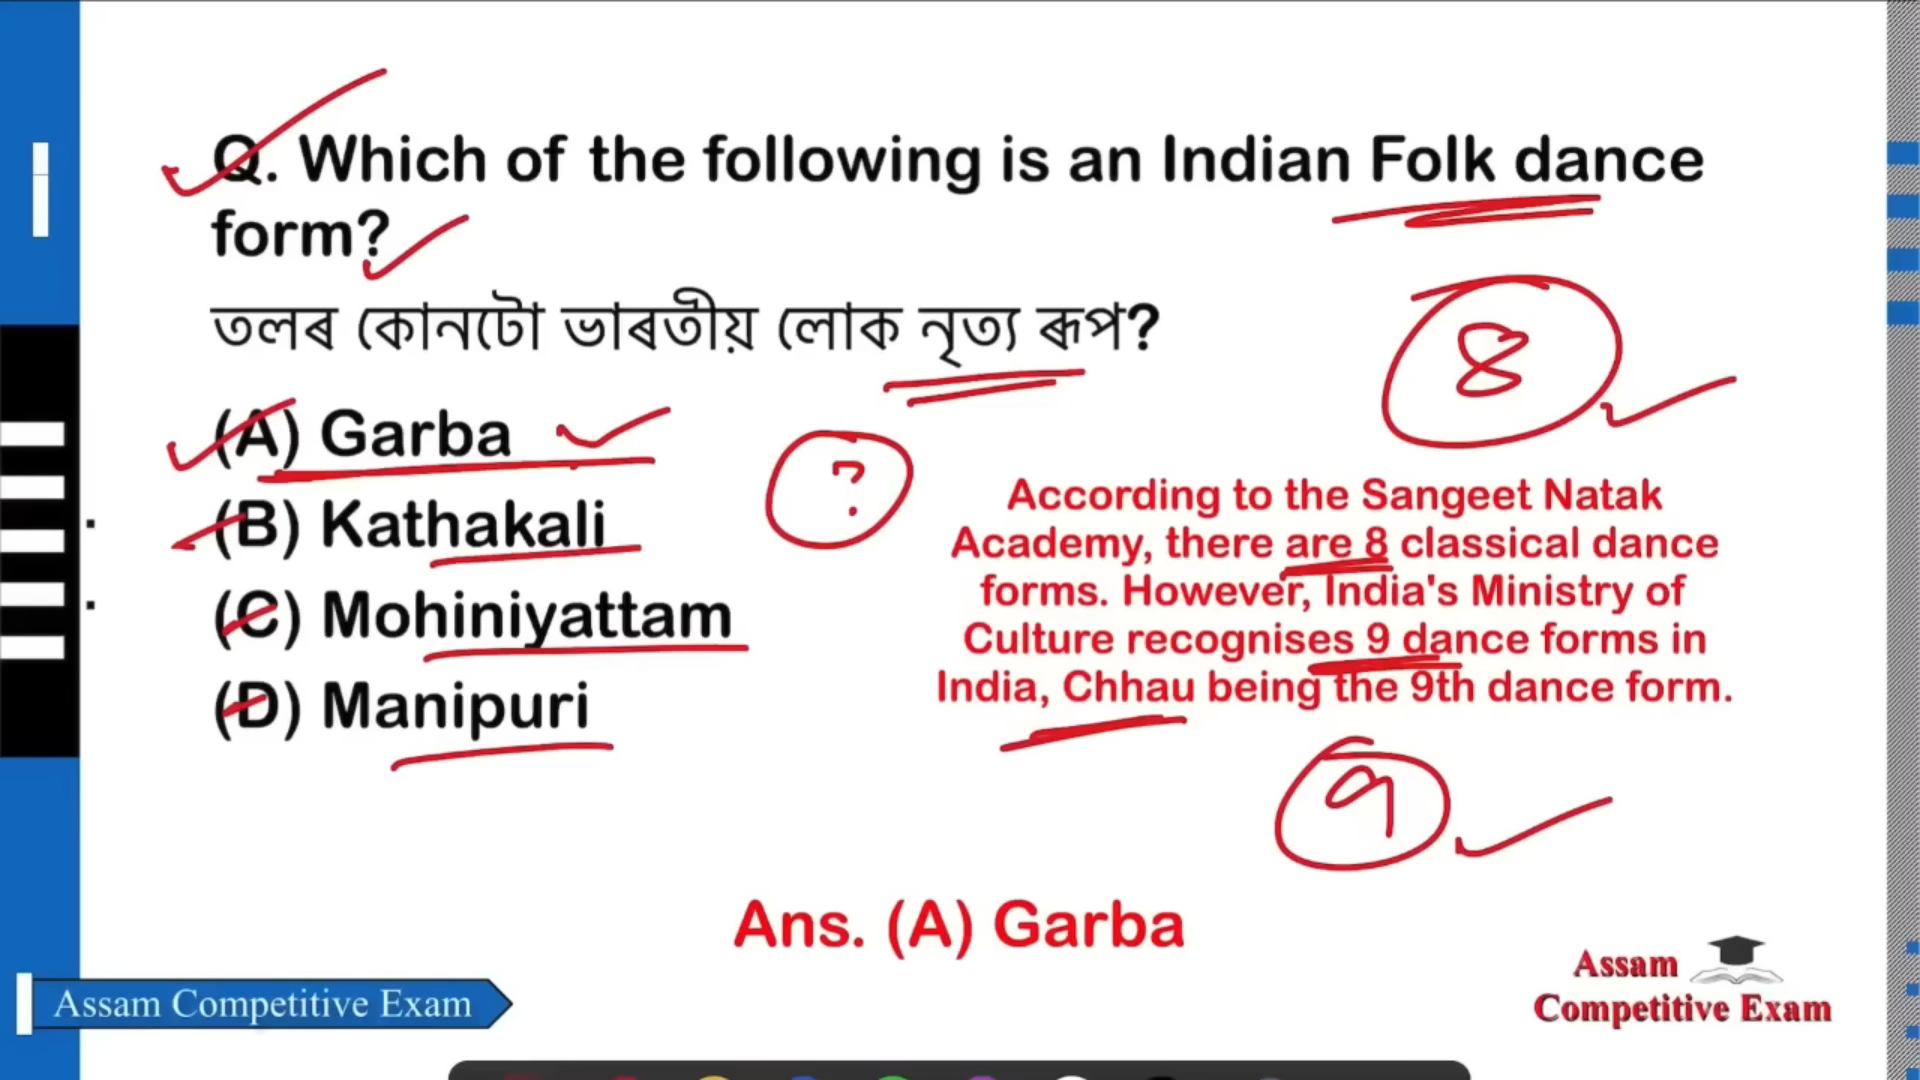 Q. Which of the following is an Indian Folk dance
form?
তলৰ কোনটো ভাৰতীয় লোক নৃত্য ৰূপ?
8
(A) Garba
?
(B) Kathakali
(C) Mohiniyattam
(D) Manipuri
According to the Sangeet Natak
Academy, there are 8 classical dance
forms. However, India's Ministry of
Culture recognises 9 dance forms in
India, Chhau being the 9th dance form.
9
Ans. (A) Garba
Assam Competitive Exam
Assam
Competitive Exam